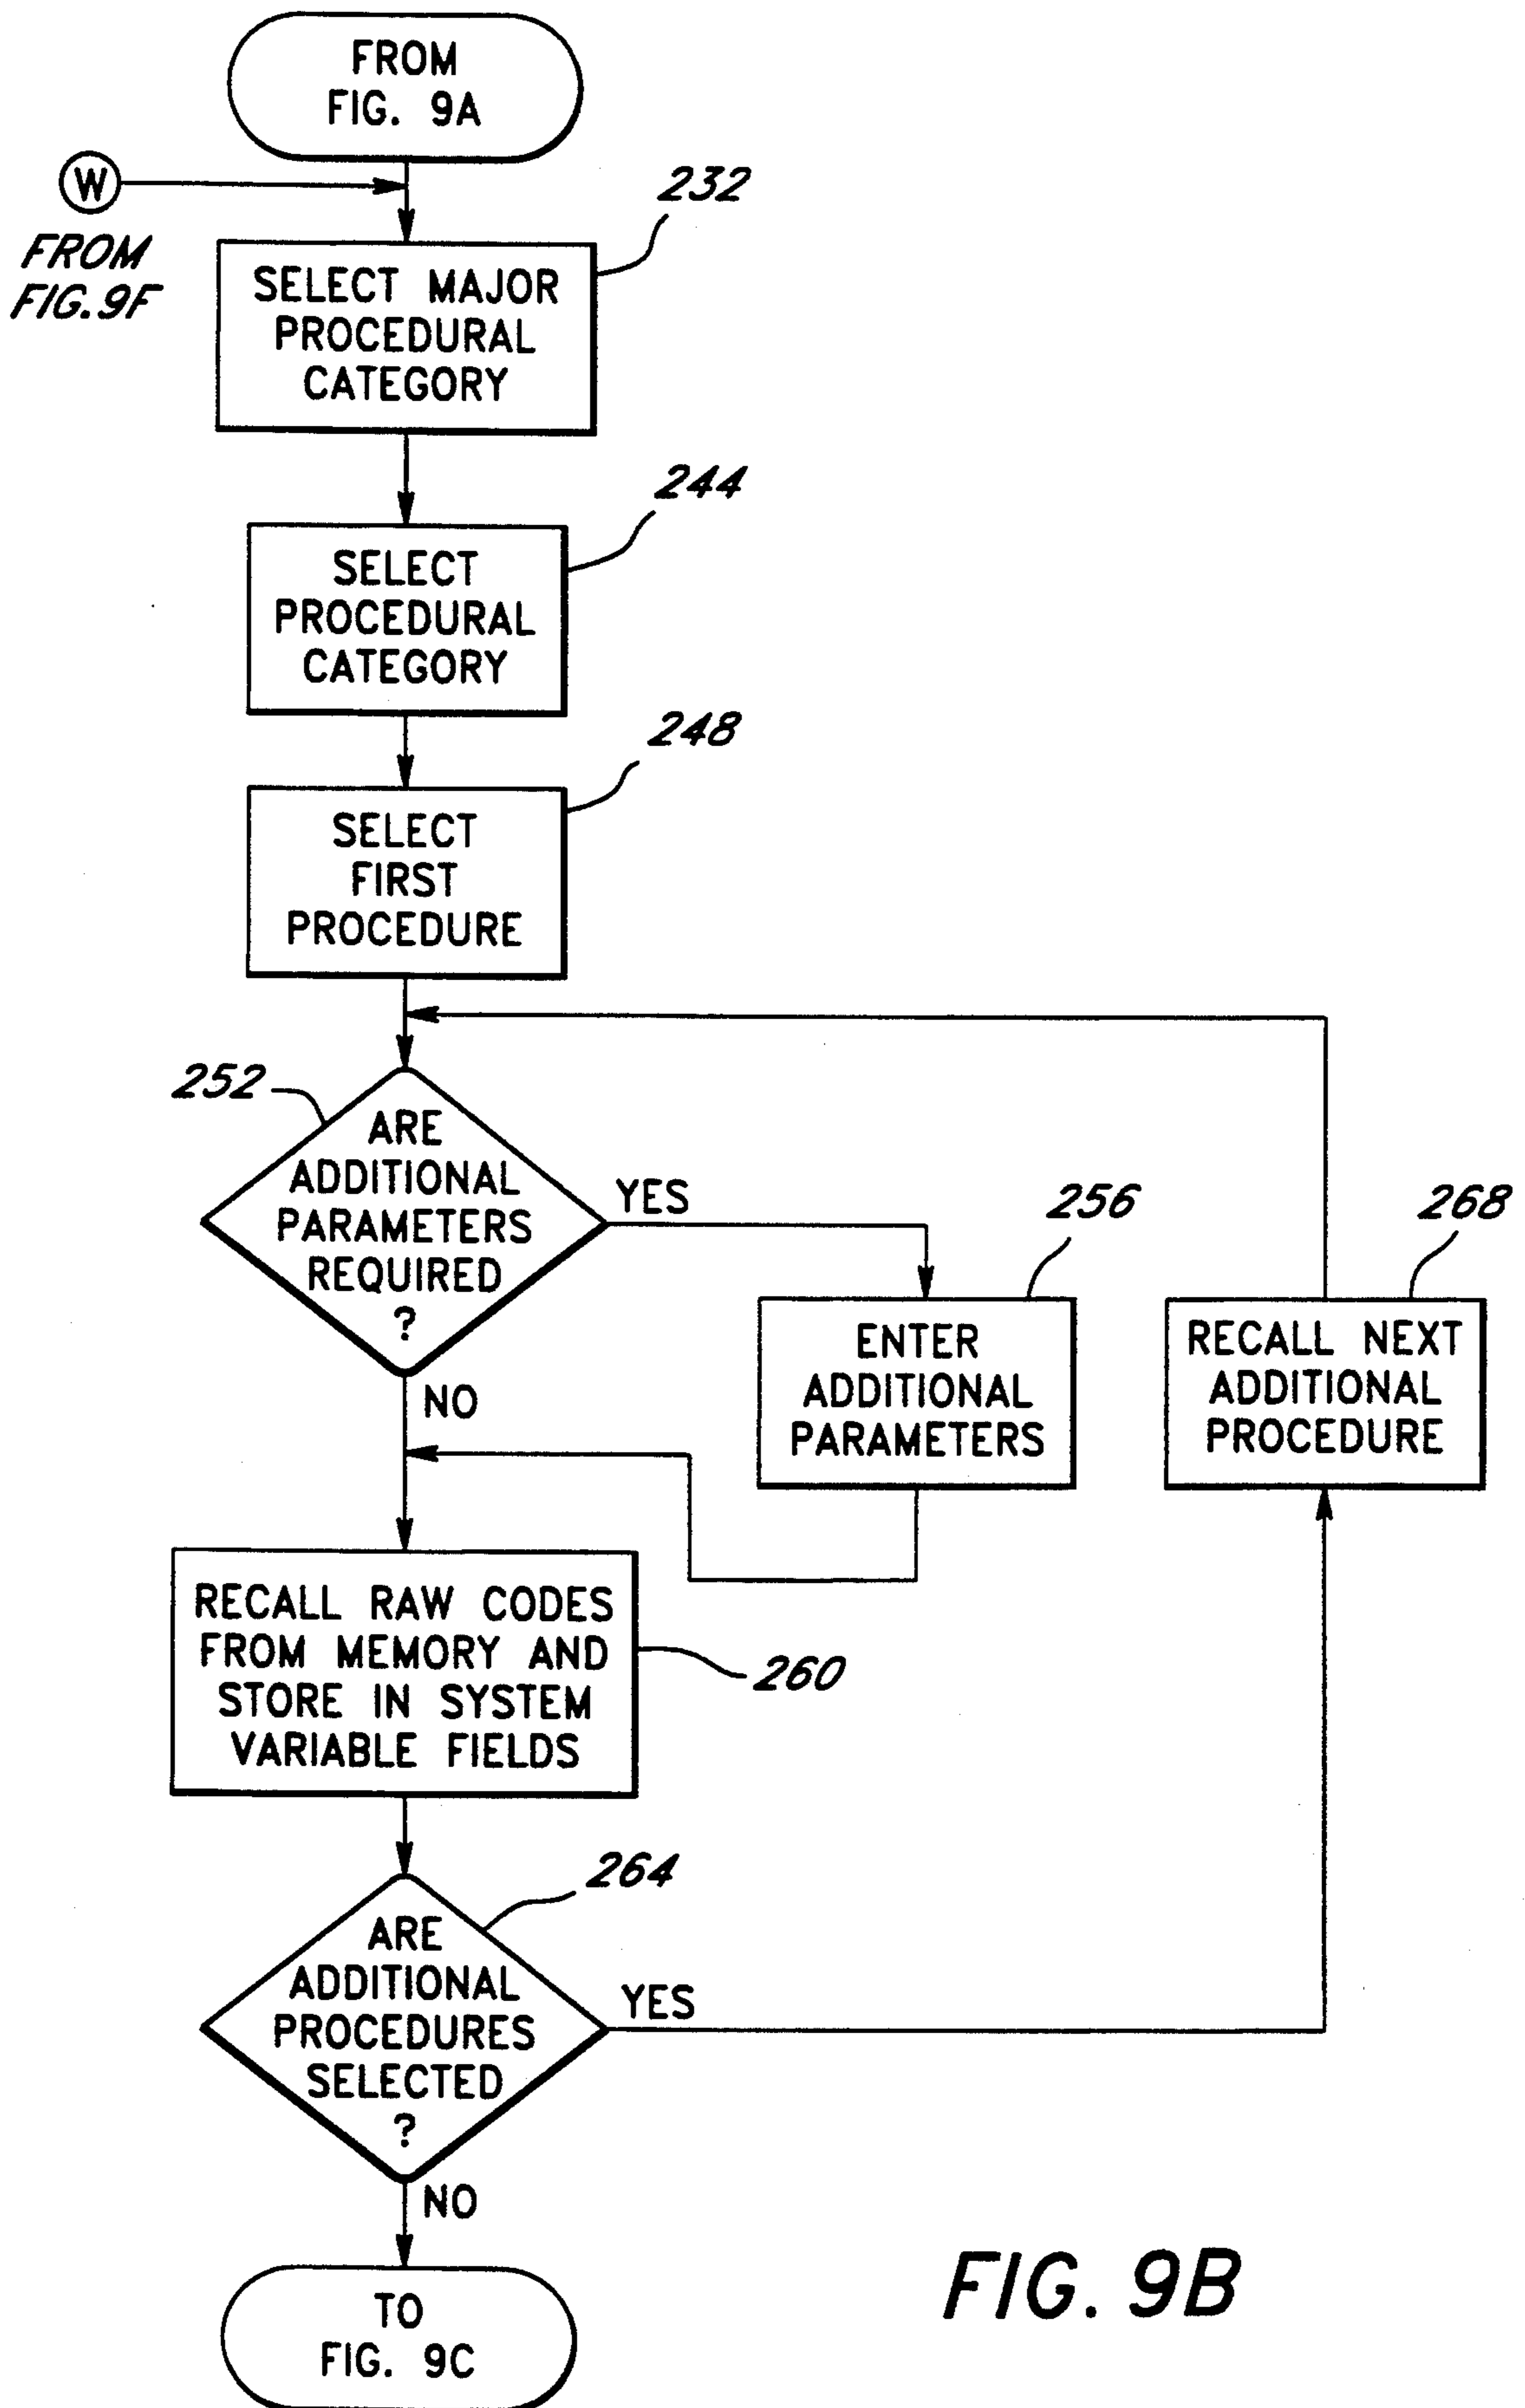 FROM
FIG. 9A
W
FROM
FIG. 9F
232
SELECT MAJOR
PROCEDURAL
CATEGORY
244
SELECT
PROCEDURAL
CATEGORY
248
SELECT
FIRST
PROCEDURE
252
ARE
ADDITIONAL
PARAMETERS
REQUIRED
?
YES
NO
256
ENTER
ADDITIONAL
PARAMETERS
268
RECALL NEXT
ADDITIONAL
PROCEDURE
RECALL RAW CODES
FROM MEMORY AND
STORE IN SYSTEM
VARIABLE FIELDS
260
264
ARE
ADDITIONAL
PROCEDURES
SELECTED
?
YES
NO
TO
FIG. 9C
FIG. 9B